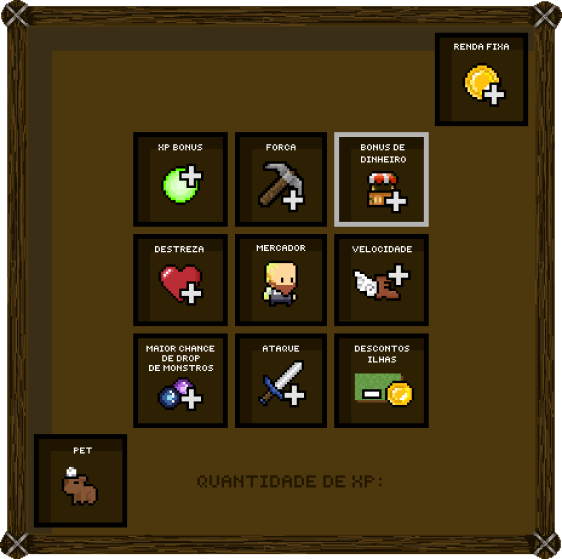 RENDA FIXA
XP BONUS
FORCA
BONUS DE
DINHEIRO
DESTREZA
MERCADOR
VELOCIDADE
MAIOR CHANCE
DE DROP
DE MONSTROS
ATAQUE
DESCONTOS
ILHAS
PET
QUANTIDADE DE XP: